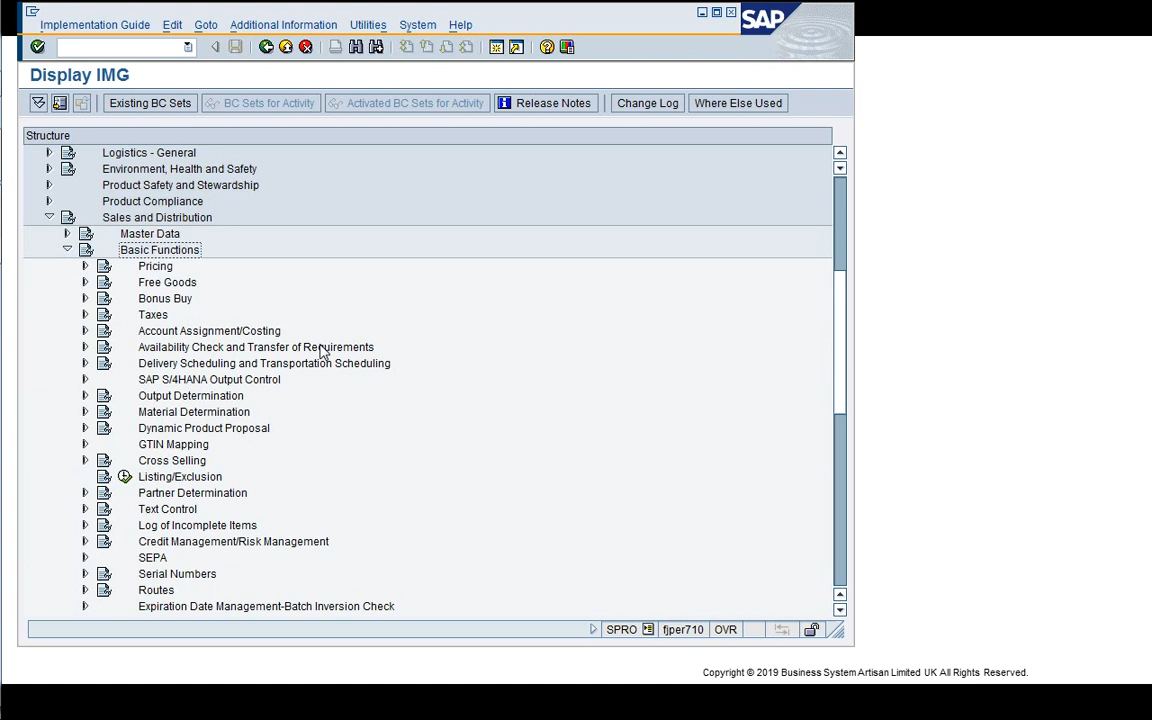 Implementation Guide Edit Goto Additional Information Utilities System Help
SAP
Display IMG
Existing BC Sets BC Sets for Activity Activated BC Sets for Activity Release Notes Change Log Where Else Used
Structure
Logistics - General
Environment, Health and Safety
Product Safety and Stewardship
Product Compliance
Sales and Distribution
Master Data
Basic Functions
Pricing
Free Goods
Bonus Buy
Taxes
Account Assignment/Costing
Availability Check and Transfer of Requirements
Delivery Scheduling and Transportation Scheduling
SAP S/4HANA Output Control
Output Determination
Material Determination
Dynamic Product Proposal
GTIN Mapping
Cross Selling
Listing/Exclusion
Partner Determination
Text Control
Log of Incomplete Items
Credit Management/Risk Management
SEPA
Serial Numbers
Routes
Expiration Date Management-Batch Inversion Check
SPRO fjper710 OVR
Copyright © 2019 Business System Artisan Limited UK All Rights Reserved.